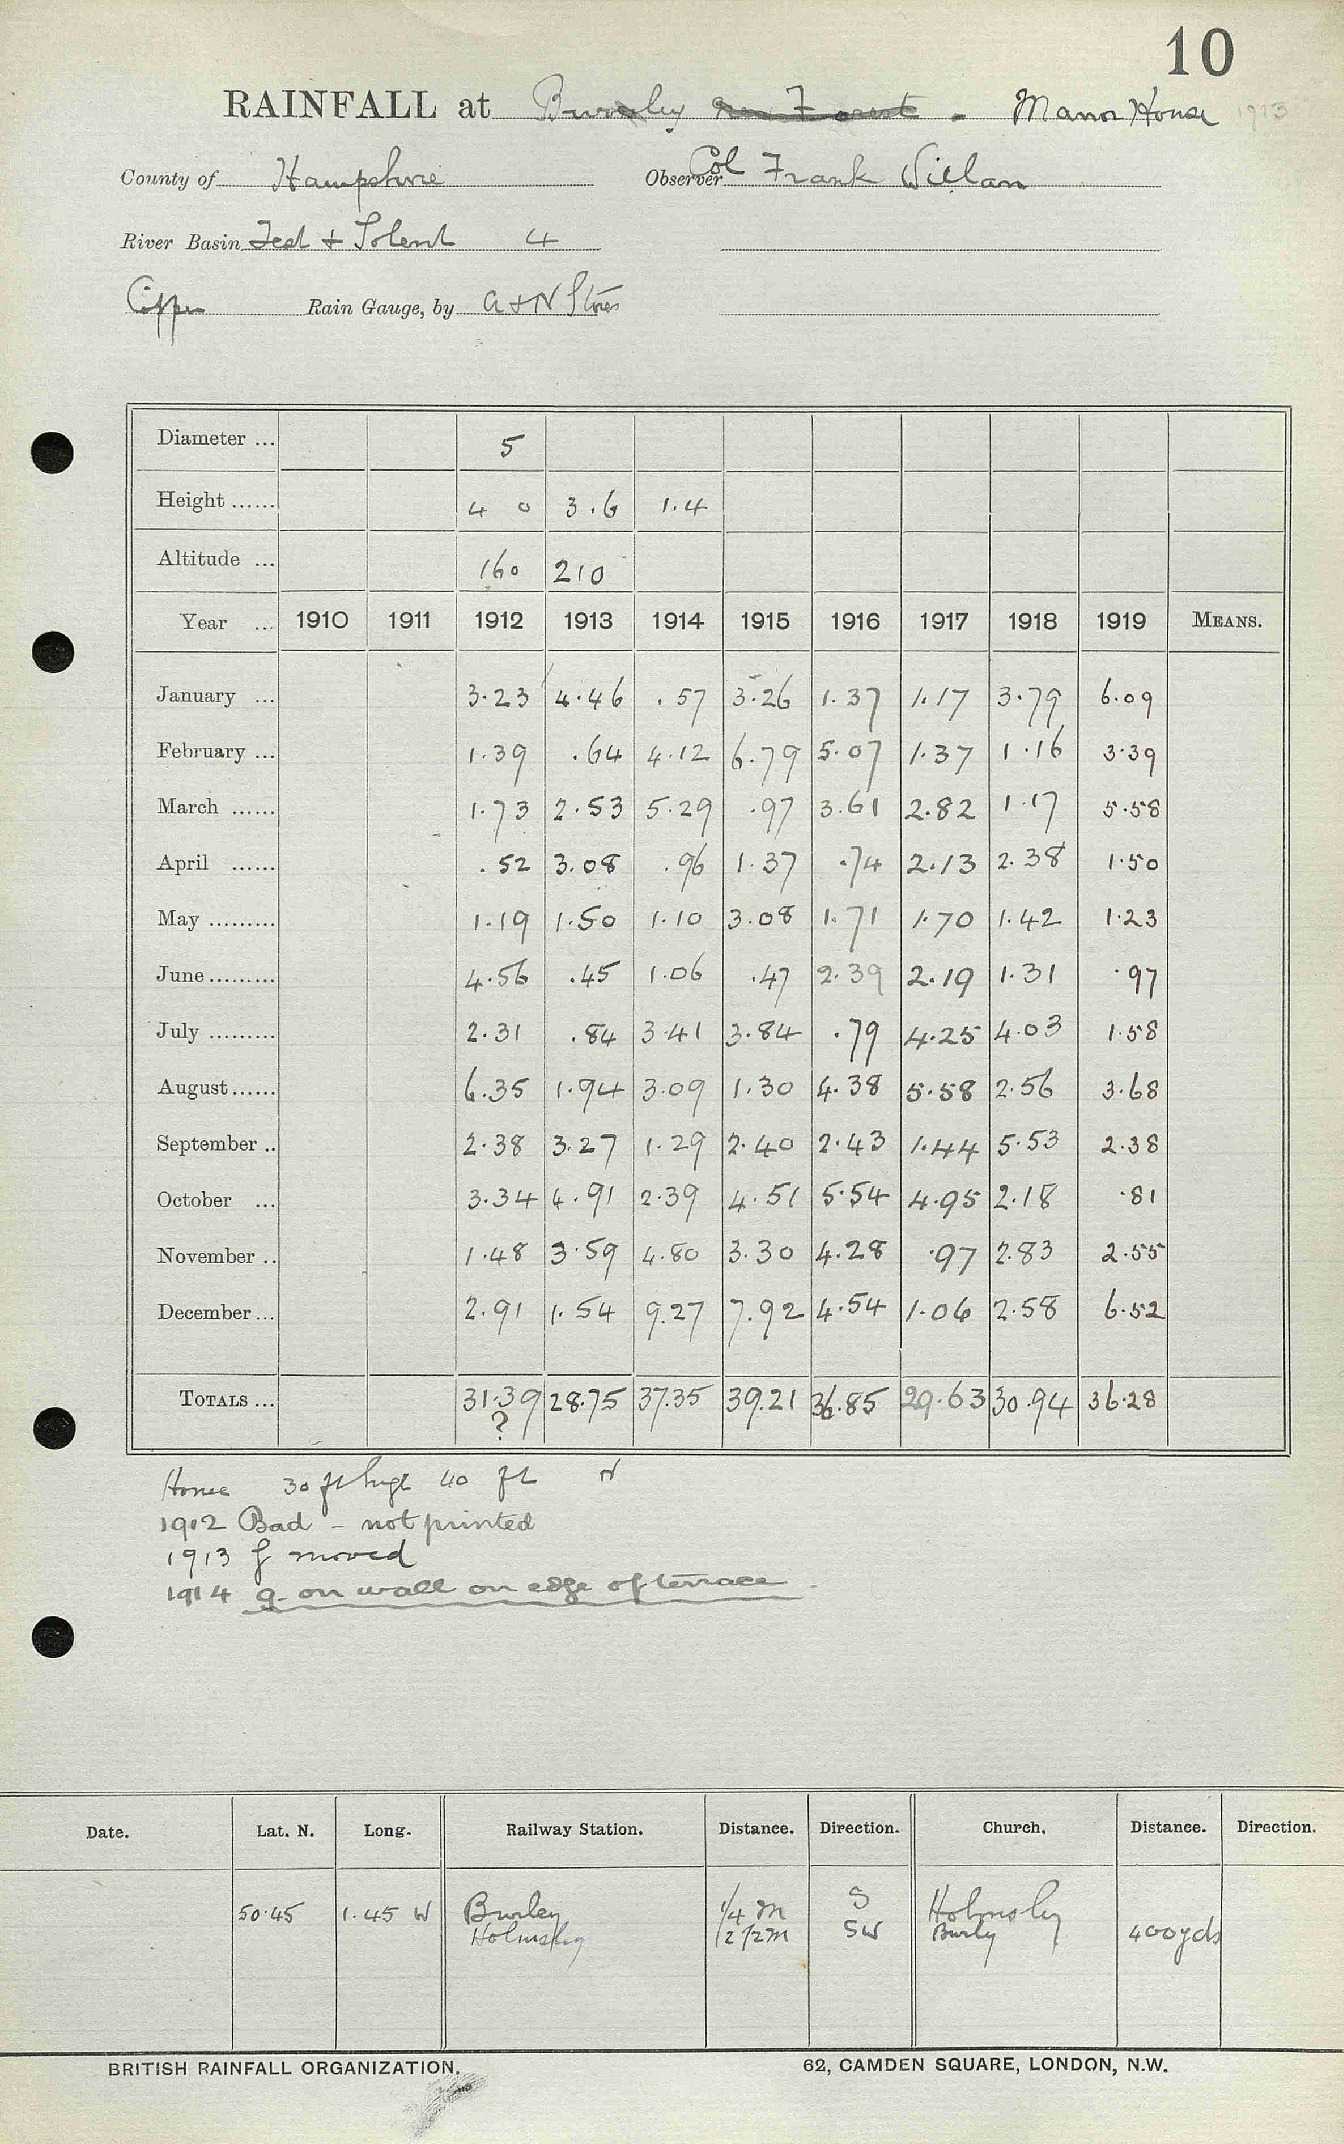 10
RAINFALL at Burley New Forest - Manor House 1913
County of Hampshire Observer Col Frank Willan
River Basin Test + Solent 4
Copper Rain Gauge, by A + N Stores
Diameter ... 5
Height ...... 4 0 3.6 1.4
Altitude ... 160 210
Year ... 1910 1911 1912 1913 1914 1915 1916 1917 1918 1919 MEANS.
January ... 3.23 4.46 .57 3.26 1.37 1.17 3.79 6.09
February ... 1.39 .64 4.12 6.79 5.07 1.37 1.16 3.39
March ...... 1.73 2.53 5.29 .97 3.61 2.82 1.17 5.58
April ...... .52 3.08 .96 1.37 .74 2.13 2.38 1.50
May ......... 1.19 1.50 1.10 3.08 1.71 1.70 1.42 1.23
June ......... 4.56 .45 1.06 .47 2.39 2.19 1.31 .97
July ......... 2.31 .84 3.41 3.84 .79 4.25 4.03 1.58
August ...... 6.35 1.94 3.09 1.30 4.38 5.58 2.56 3.68
September .. 2.38 3.27 1.29 2.40 2.43 1.44 5.53 2.38
October ... 3.34 4.91 2.39 4.51 5.54 4.95 2.18 .81
November .. 1.48 3.59 4.80 3.30 4.28 .97 2.83 2.55
December ... 2.91 1.54 9.27 7.92 4.54 1.06 2.58 6.52
TOTALS ... 31.39 28.75 37.35 39.21 36.85 29.63 30.94 36.28
?
House 30 ft high 40 ft N
1912 Bad - not printed
1913 g moved
1914 g. on wall on edge of terrace.
Date. Lat. N. Long. Railway Station. Distance. Direction. Church. Distance. Direction.
50.45 1.45 W Burley 1/4 m S Holmsley
Holmsley 2 1/2 m SW Burly 400 yds
BRITISH RAINFALL ORGANIZATION. 62, CAMDEN SQUARE, LONDON, N.W.